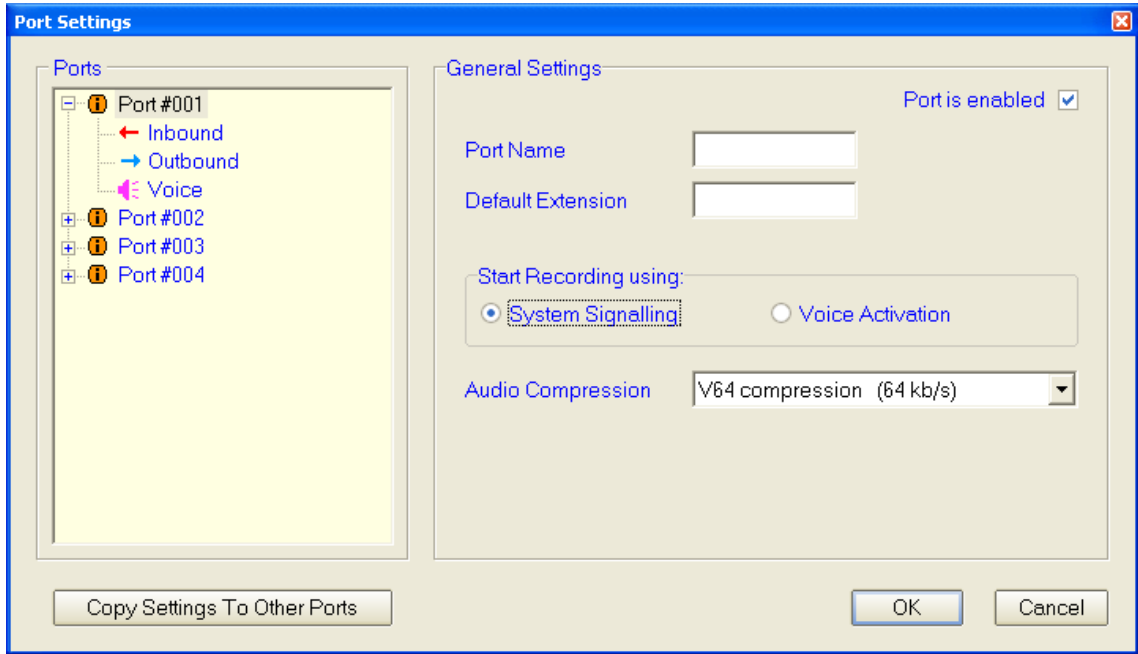 Port Settings
Ports
Port #001
Inbound
Outbound
Voice
Port #002
Port #003
Port #004
General Settings
Port is enabled
Port Name
Default Extension
Start Recording using:
System Signalling
Voice Activation
Audio Compression
V64 compression (64 kb/s)
Copy Settings To Other Ports
OK
Cancel